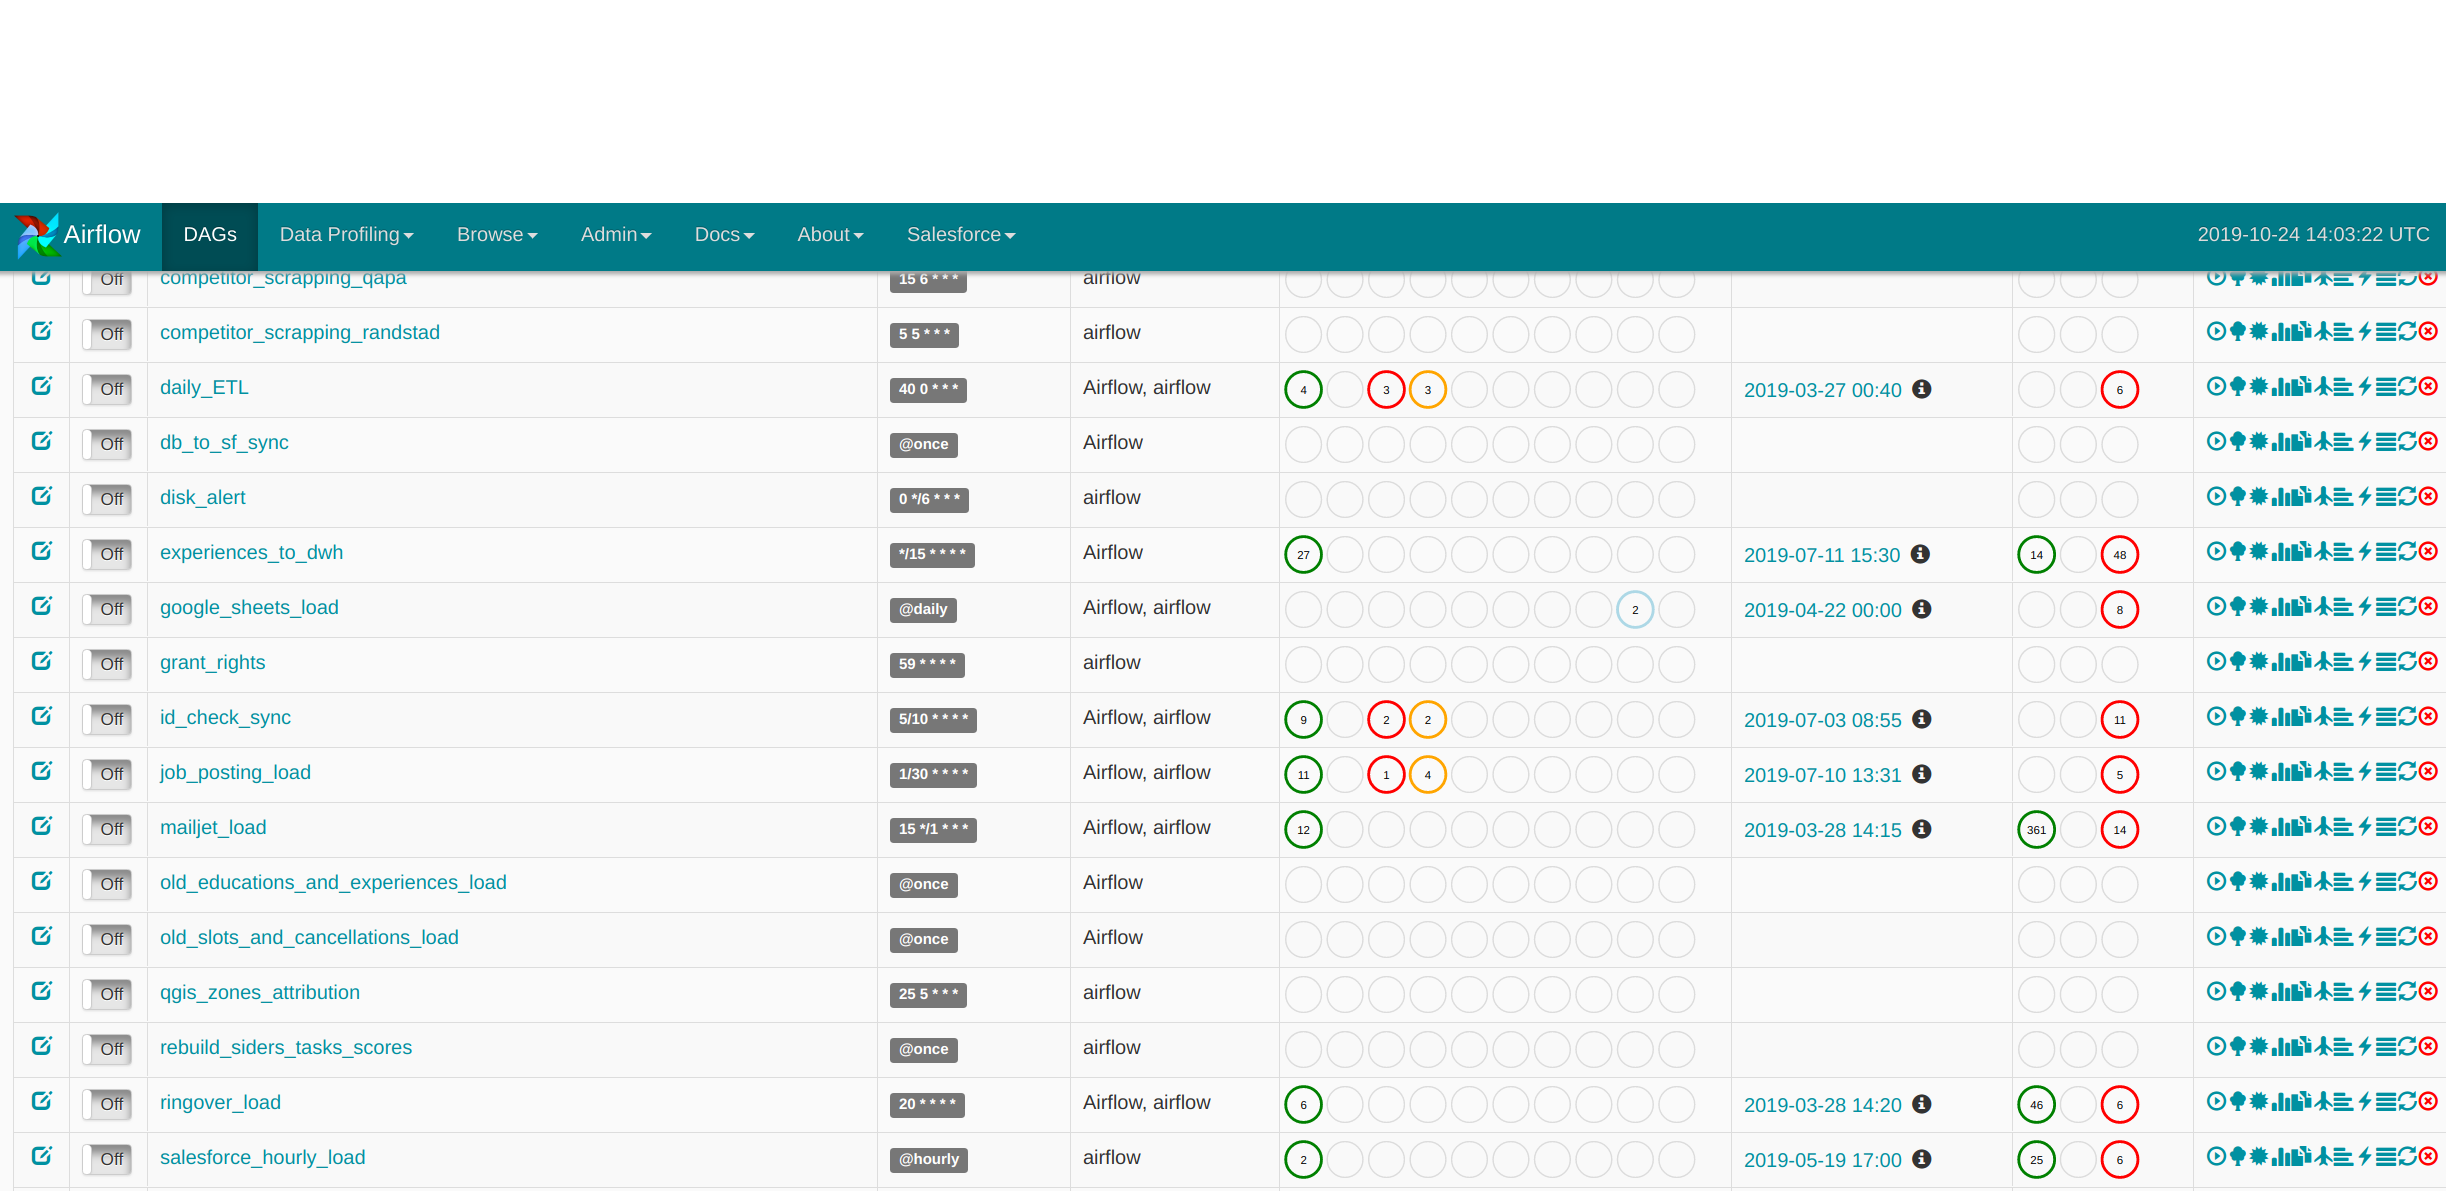 Airflow DAGs Data Profiling Browse Admin Docs About Salesforce 2019-10-24 14:03:22 UTC
Off competitor_scrapping_qapa 15 6 * * * airflow
Off competitor_scrapping_randstad 5 5 * * * airflow
Off daily_ETL 40 0 * * * Airflow, airflow 4 3 3 2019-03-27 00:40 6
Off db_to_sf_sync @once Airflow
Off disk_alert 0 */6 * * * airflow
Off experiences_to_dwh */15 * * * * Airflow 27 2019-07-11 15:30 14 48
Off google_sheets_load @daily Airflow, airflow 2 2019-04-22 00:00 8
Off grant_rights 59 * * * * airflow
Off id_check_sync 5/10 * * * * Airflow, airflow 9 2 2 2019-07-03 08:55 11
Off job_posting_load 1/30 * * * * Airflow, airflow 11 1 4 2019-07-10 13:31 5
Off mailjet_load 15 */1 * * * Airflow, airflow 12 2019-03-28 14:15 361 14
Off old_educations_and_experiences_load @once Airflow
Off old_slots_and_cancellations_load @once Airflow
Off qgis_zones_attribution 25 5 * * * airflow
Off rebuild_siders_tasks_scores @once airflow
Off ringover_load 20 * * * * Airflow, airflow 6 2019-03-28 14:20 46 6
Off salesforce_hourly_load @hourly airflow 2 2019-05-19 17:00 25 6